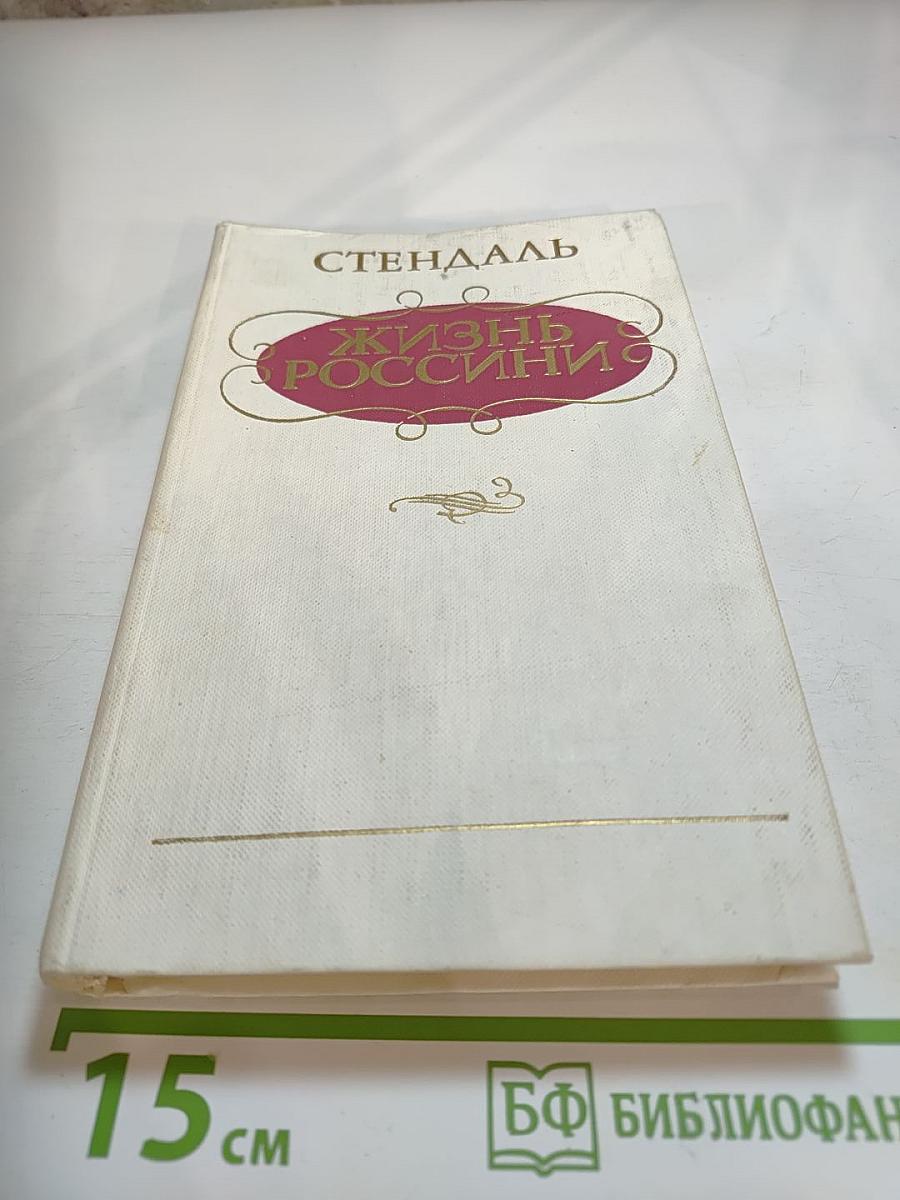 СТЕНДАЛЬ
ЖИЗНЬ
РОССИНИ
15 см
БФ БИБЛИОФАН